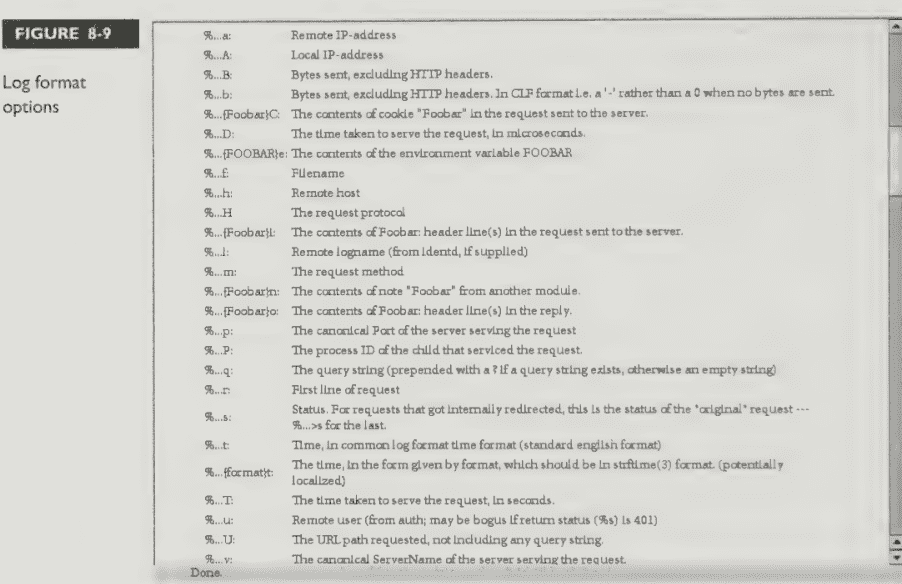 FIGURE 8-9
Log format
options
%...a: Remote IP-address
%...A: Local IP-address
%...B: Bytes sent, excluding HTTP headers.
%...b: Bytes sent, excluding HTTP headers. In CLF format i.e. a '-' rather than a 0 when no bytes are sent.
%...{Foobar}C: The contents of cookie "Foobar" in the request sent to the server.
%...D: The time taken to serve the request, in microseconds.
%...{FOOBAR}e: The contents of the environment variable FOOBAR
%...f: Filename
%...h: Remote host
%...H The request protocol
%...{Foobar}i: The contents of Foobar: header line(s) in the request sent to the server.
%...l: Remote logname (from identd, if supplied)
%...m: The request method
%...{Foobar}n: The contents of note "Foobar" from another module.
%...{Foobar}o: The contents of Foobar: header line(s) in the reply.
%...p: The canonical Port of the server serving the request
%...P: The process ID of the child that serviced the request.
%...q: The query string (prepended with a ? if a query string exists, otherwise an empty string)
%...r: First line of request
%...s: Status. For requests that got internally redirected, this is the status of the *original* request ---
%...>s for the last.
%...t: Time, in common log format time format (standard english format)
%...{format}t: The time, in the form given by format, which should be in strftime(3) format. (potentially
localized)
%...T: The time taken to serve the request, in seconds.
%...u: Remote user (from auth; may be bogus if return status (%s) is 401)
%...U: The URL path requested, not including any query string.
%...v: The canonical ServerName of the server serving the request.
Done.